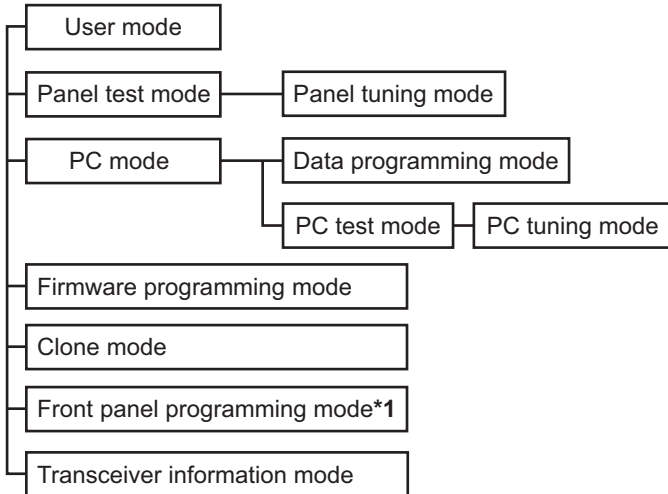 User mode
Panel test mode
Panel tuning mode
PC mode
Data programming mode
PC test mode
PC tuning mode
Firmware programming mode
Clone mode
Front panel programming mode*1
Transceiver information mode